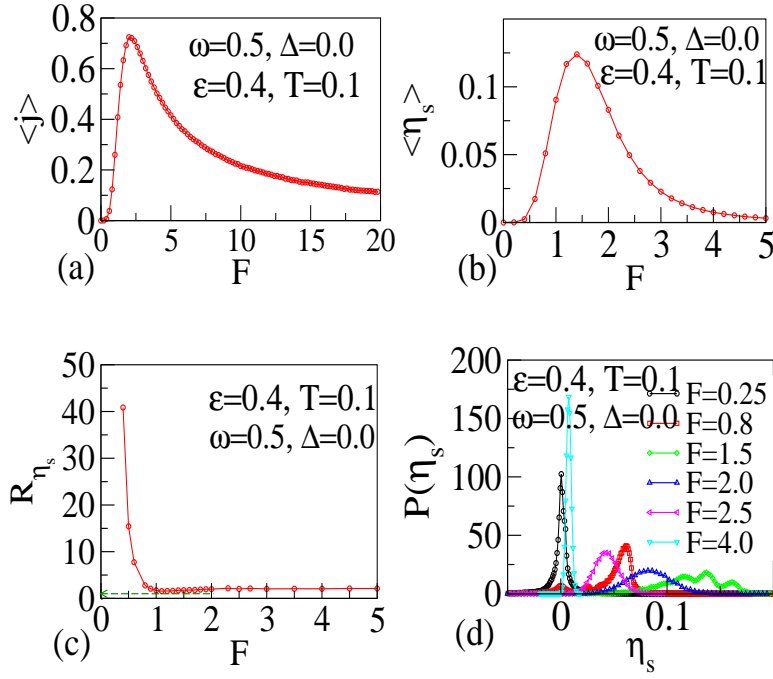 0.8
0.6
0.4
0.2
0
<j>
ω=0.5, Δ=0.0
ε=0.4, T=0.1
0 5 10 15 20
(a) F
0.1
0.05
0
<η_s>
ω=0.5, Δ=0.0
ε=0.4, T=0.1
0 1 2 3 4 5
(b) F
50
40
30
20
10
0
R_η_s
ε=0.4, T=0.1
ω=0.5, Δ=0.0
0 1 2 3 4 5
(c) F
200
150
100
50
0
P(η_s)
ε=0.4, T=0.1
ω=0.5, Δ=0.0
F=0.25
F=0.8
F=1.5
F=2.0
F=2.5
F=4.0
0 0.1
(d) η_s